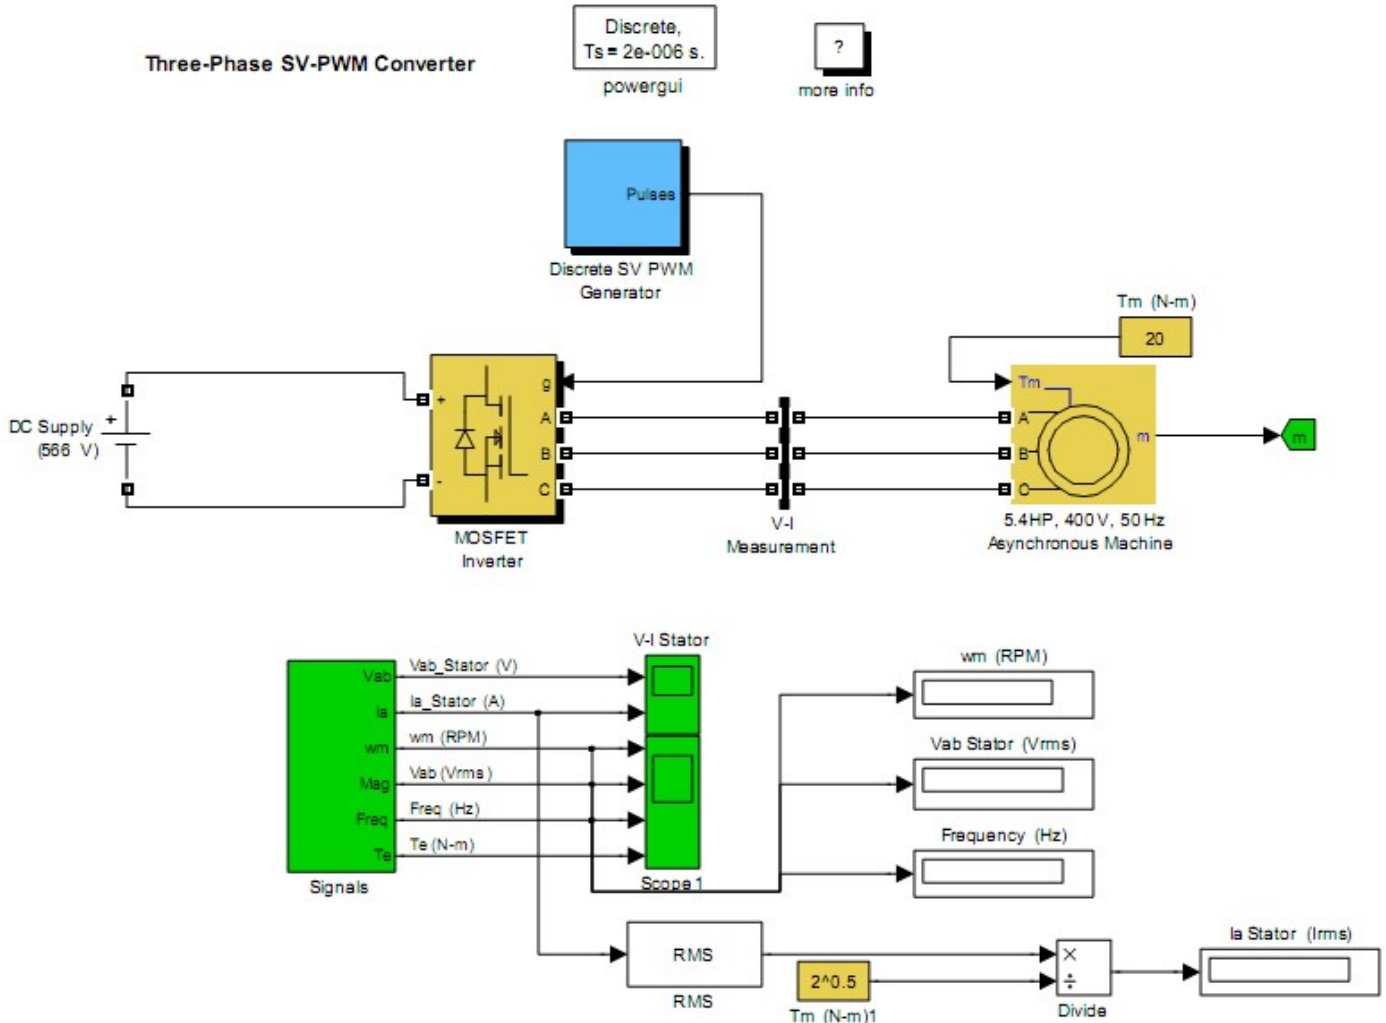 Discrete,
Ts = 2e-006 s.
powergui
?
more info
Three-Phase SV-PWM Converter
Pulses
Discrete SV PWM
Generator
Tm (N-m)
20
DC Supply
(566 V)
+
+
-
g
A
B
C
MOSFET
Inverter
V-I
Measurement
Tm
A
B
C
m
m
5.4HP, 400V, 50Hz
Asynchronous Machine
V-I Stator
Vab
Ia
wm
Mag
Freq
Te
Signals
Vab_Stator (V)
Ia_Stator (A)
wm (RPM)
Vab (Vrms)
Freq (Hz)
Te (N-m)
Scope1
wm (RPM)
Vab Stator (Vrms)
Frequency (Hz)
RMS
RMS
2^0.5
Tm (N-m)1
×
÷
Divide
Ia Stator (Irms)